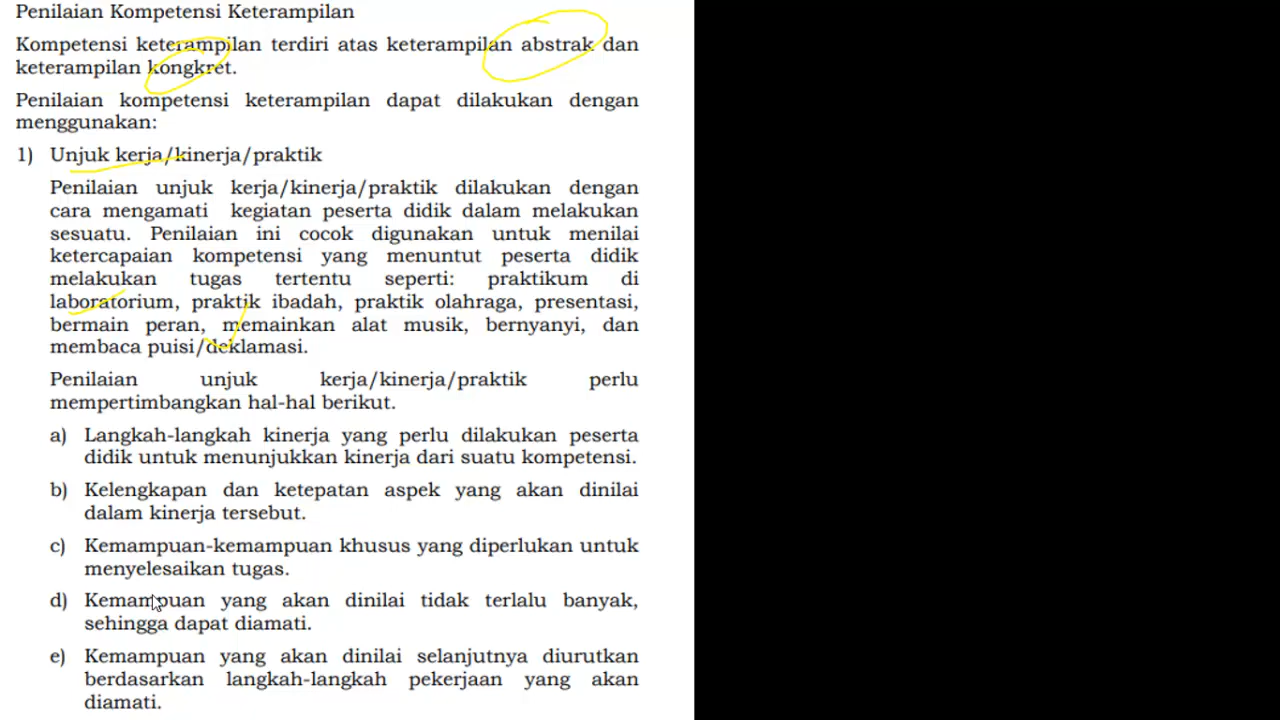 Penilaian Kompetensi Keterampilan
Kompetensi keterampilan terdiri atas keterampilan abstrak dan
keterampilan kongkret.
Penilaian kompetensi keterampilan dapat dilakukan dengan
menggunakan:
1) Unjuk kerja/kinerja/praktik
Penilaian unjuk kerja/kinerja/praktik dilakukan dengan
cara mengamati kegiatan peserta didik dalam melakukan
sesuatu. Penilaian ini cocok digunakan untuk menilai
ketercapaian kompetensi yang menuntut peserta didik
melakukan tugas tertentu seperti: praktikum di
laboratorium, praktik ibadah, praktik olahraga, presentasi,
bermain peran, memainkan alat musik, bernyanyi, dan
membaca puisi/deklamasi.
Penilaian unjuk kerja/kinerja/praktik perlu
mempertimbangkan hal-hal berikut.
a) Langkah-langkah kinerja yang perlu dilakukan peserta
didik untuk menunjukkan kinerja dari suatu kompetensi.
b) Kelengkapan dan ketepatan aspek yang akan dinilai
dalam kinerja tersebut.
c) Kemampuan-kemampuan khusus yang diperlukan untuk
menyelesaikan tugas.
d) Kemampuan yang akan dinilai tidak terlalu banyak,
sehingga dapat diamati.
e) Kemampuan yang akan dinilai selanjutnya diurutkan
berdasarkan langkah-langkah pekerjaan yang akan
diamati.